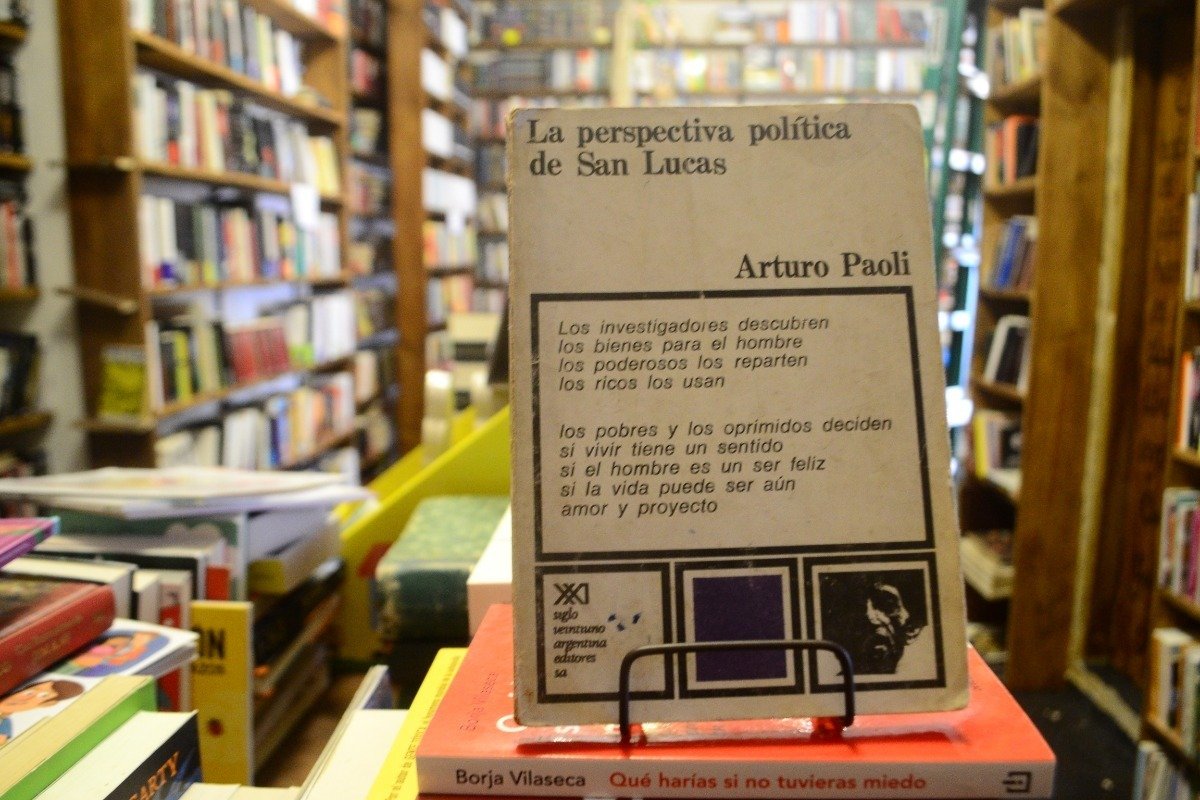 La perspectiva política
de San Lucas
Arturo Paoli
Los investigadores descubren
los bienes para el hombre
los poderosos los reparten
los ricos los usan
los pobres y los oprimidos deciden
si vivir tiene un sentido
si el hombre es un ser feliz
si la vida puede ser aún
amor y proyecto
siglo
veintiuno
argentina
editores
sa
Borja Vilaseca Qué harías si no tuvieras miedo